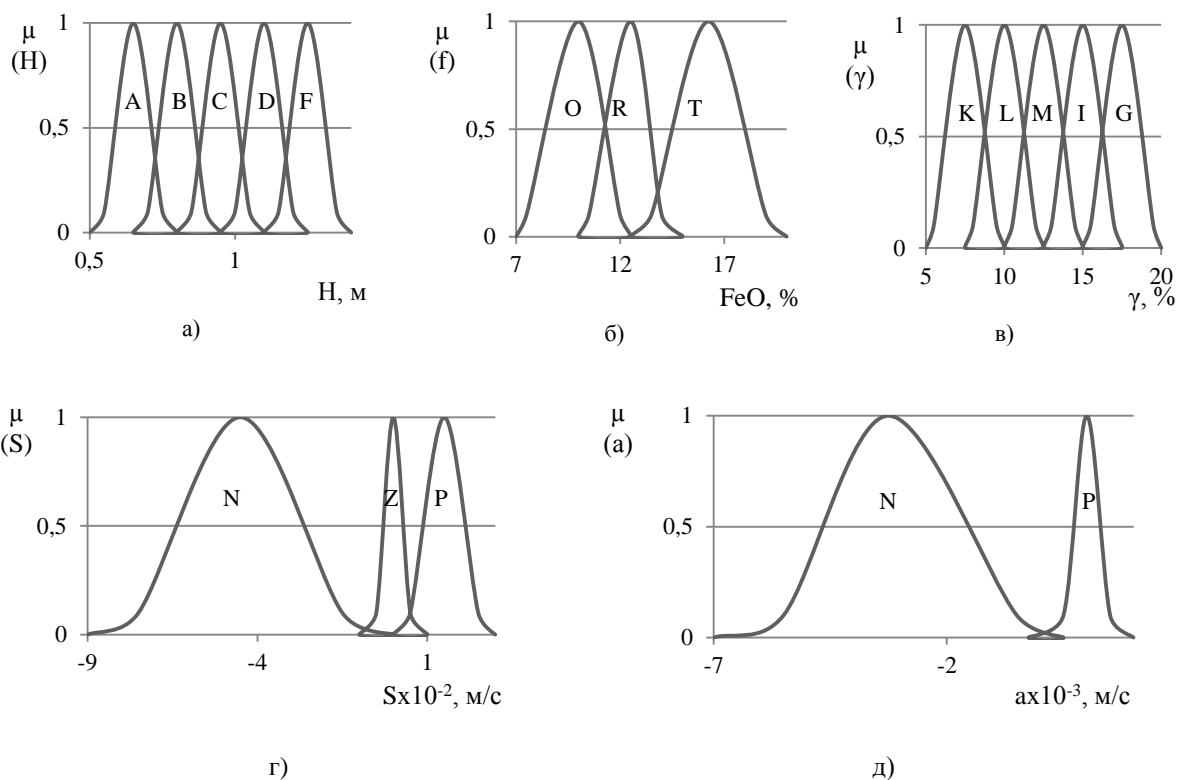 μ
(H)
1
0,5
0
A B C D F
0,5 1
H, м
а)
μ
(f)
1
0,5
0
O R T
7 12 17
FeO, %
б)
μ
(γ)
1
0,5
0
K L M I G
5 10 15 20
γ, %
в)
μ
(S)
1
0,5
0
N Z P
-9 -4 1
Sx10-2, м/с
г)
μ
(a)
1
0,5
0
N P
-7 -2
ax10-3, м/с
д)